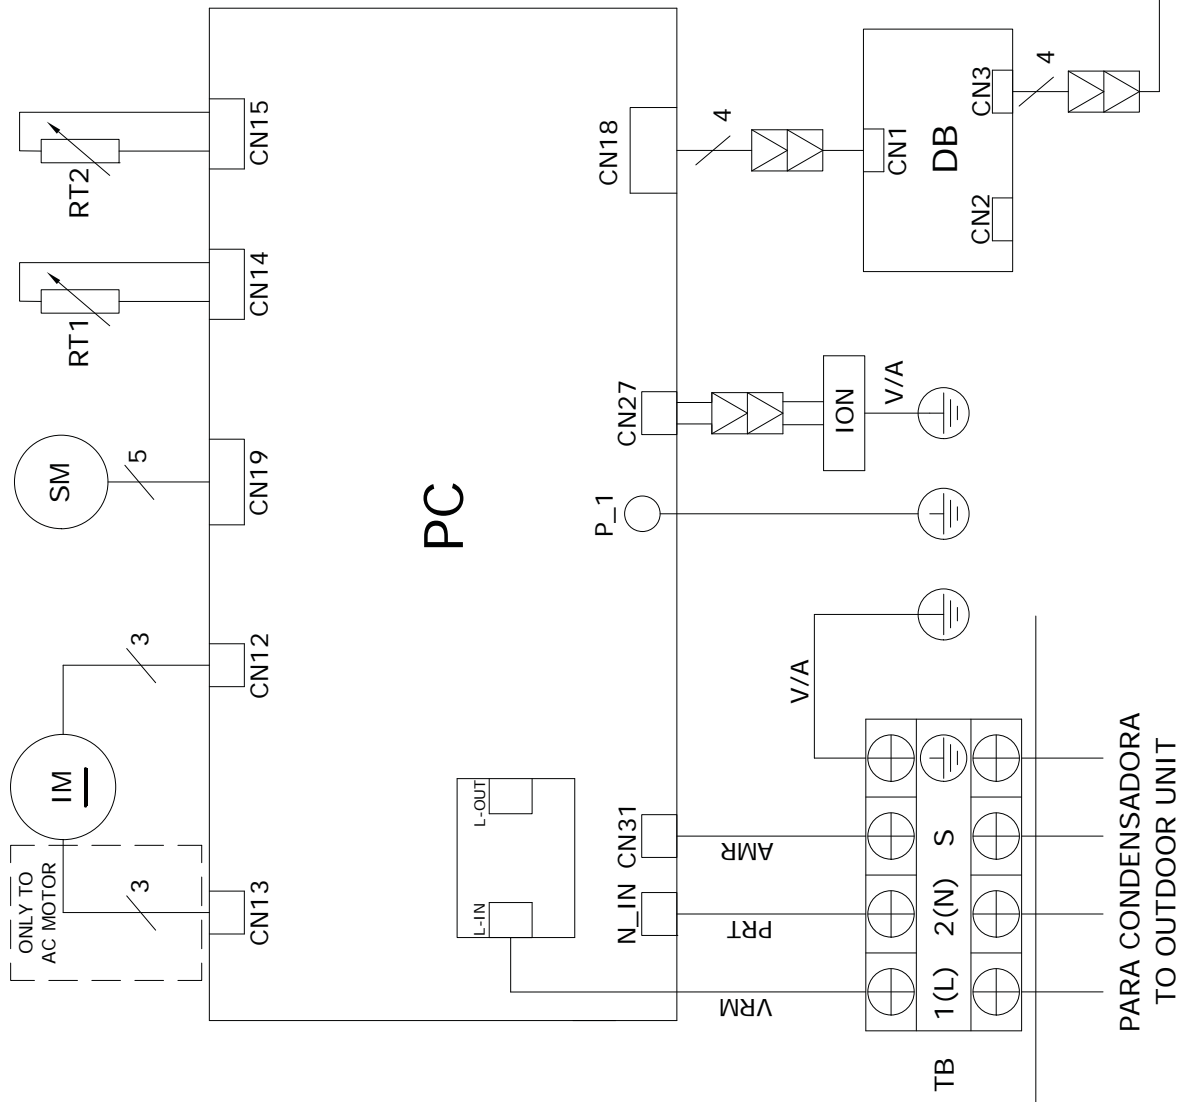 ONLY TO
AC MOTOR
IM
SM
RT1
RT2
3
3
5
CN13
CN12
CN19
CN14
CN15
PC
L-IN
L-OUT
N_IN
CN31
P_1
CN27
CN18
VRM
PRT
AMR
V/A
ION
V/A
4
CN1
DB
CN2
CN3
4
TB
1(L)
2(N)
S
PARA CONDENSADORA
TO OUTDOOR UNIT